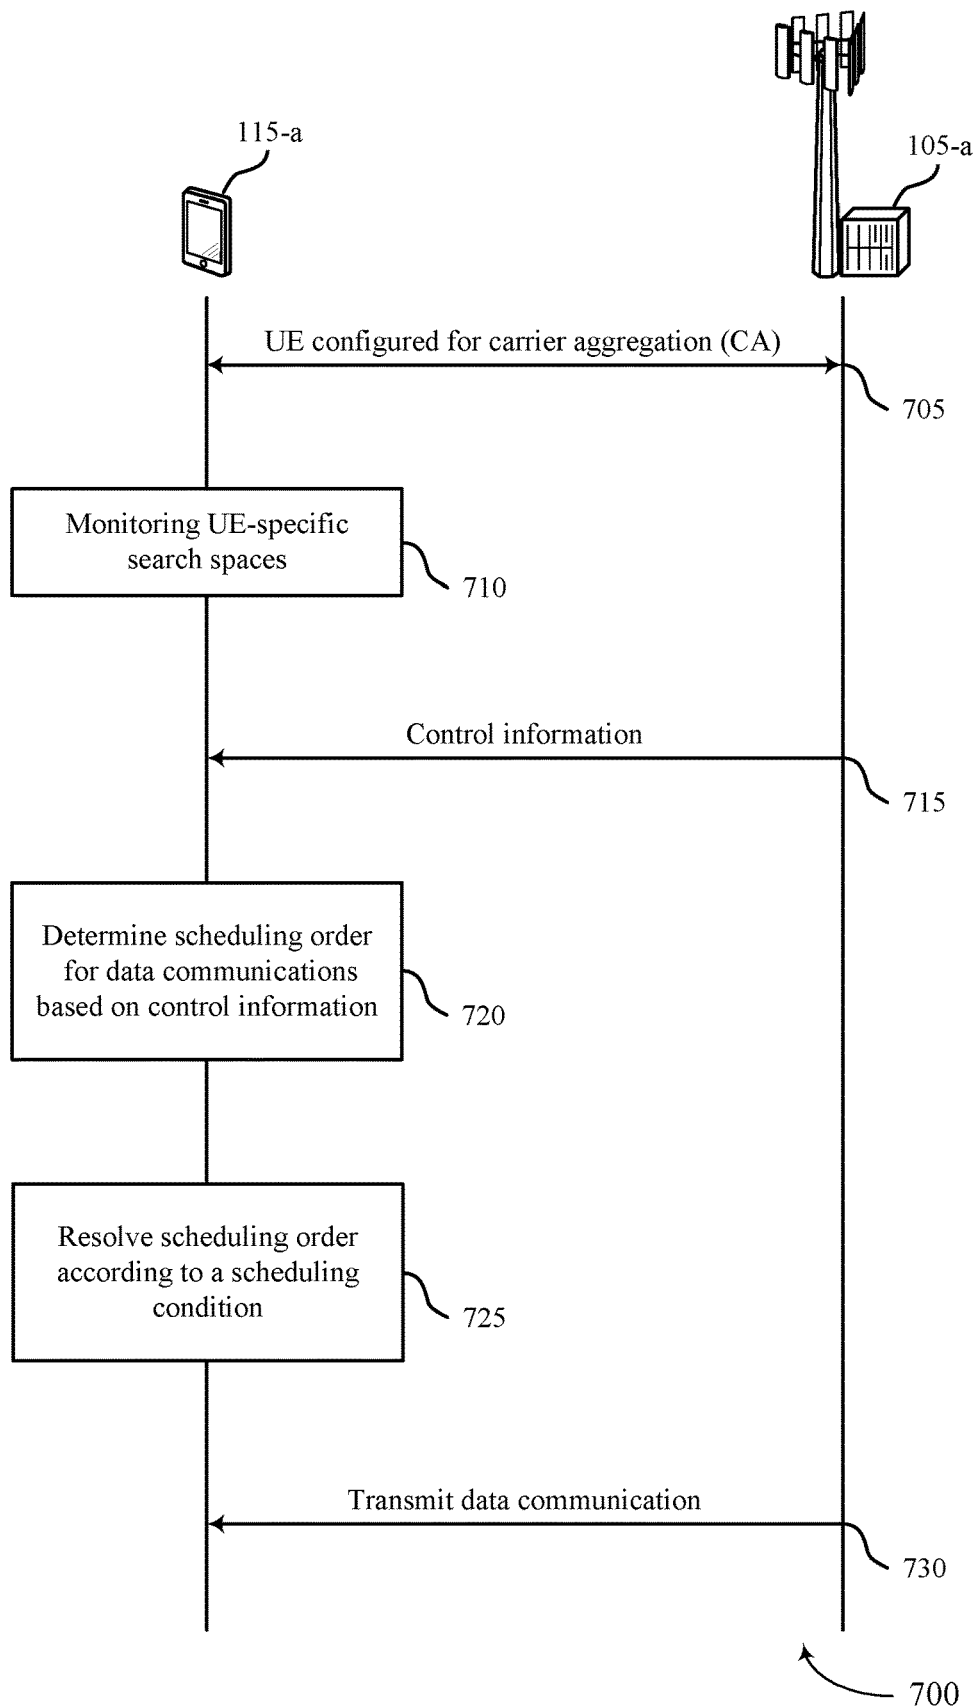 115-a
105-a
UE configured for carrier aggregation (CA)
705
Monitoring UE-specific
search spaces
710
Control information
715
Determine scheduling order
for data communications
based on control information
720
Resolve scheduling order
according to a scheduling
condition
725
Transmit data communication
730
700